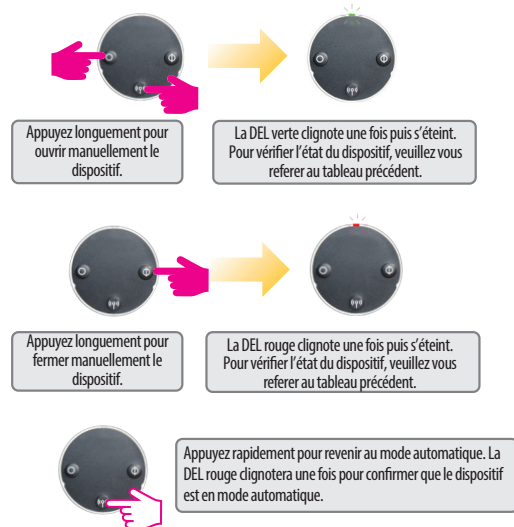 Appuyez longuement pour
ouvrir manuellement le
dispositif.
La DEL verte clignote une fois puis s’éteint.
Pour vérifier l’état du dispositif, veuillez vous
referer au tableau précédent.
Appuyez longuement pour
fermer manuellement le
dispositif.
La DEL rouge clignote une fois puis s’éteint.
Pour vérifier l’état du dispositif, veuillez vous
referer au tableau précédent.
Appuyez rapidement pour revenir au mode automatique. La
DEL rouge clignotera une fois pour confirmer que le dispositif
est en mode automatique.